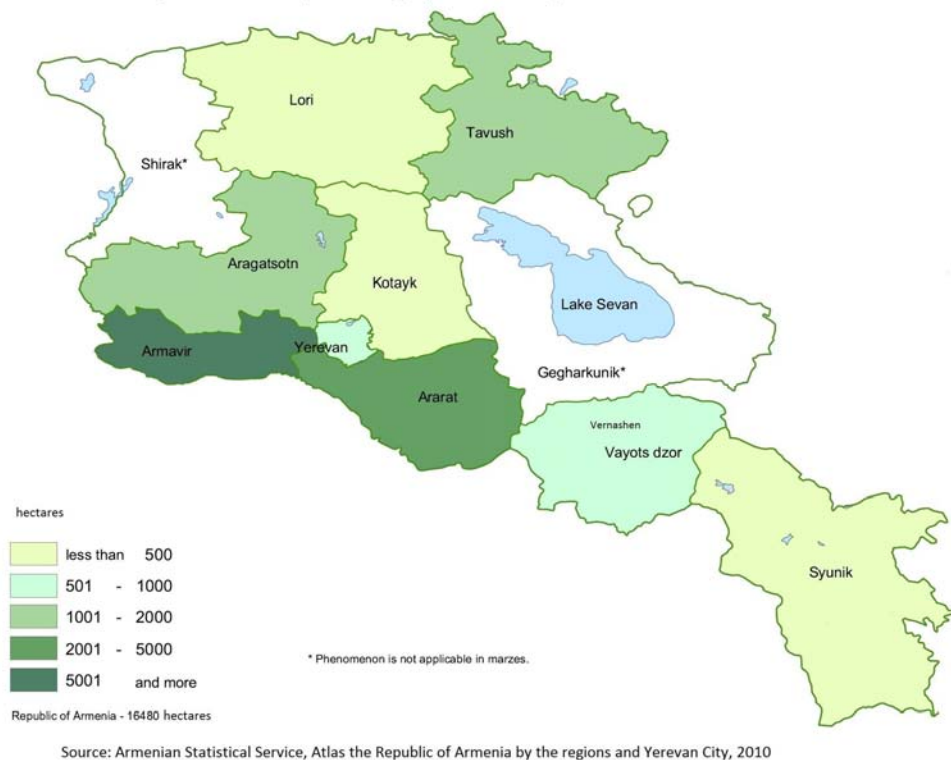 Lori
Tavush
Shirak*
Aragatsotn
Kotayk
Lake Sevan
Armavir
Yerevan
Gegharkunik*
Ararat
Vernashen
Vayots dzor
Syunik
hectares
less than 500
501 - 1000
1001 - 2000
2001 - 5000
5001 and more
* Phenomenon is not applicable in marzes.
Republic of Armenia - 16480 hectares
Source: Armenian Statistical Service, Atlas the Republic of Armenia by the regions and Yerevan City, 2010